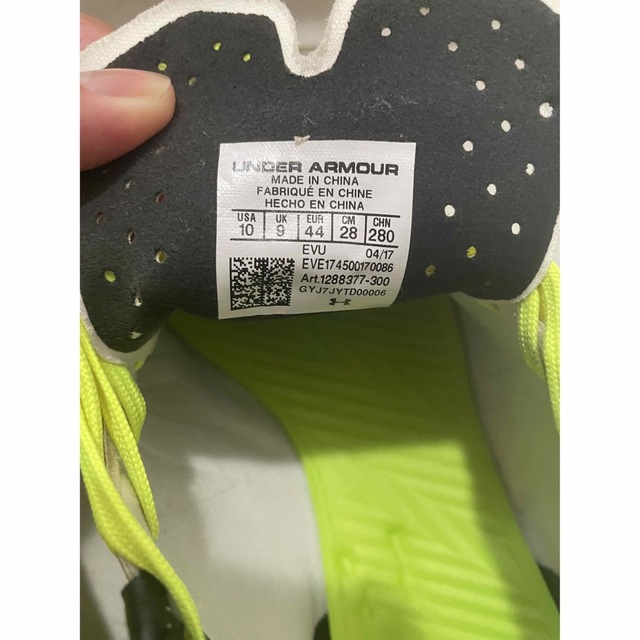 UNDER ARMOUR
MADE IN CHINA
FABRIQUÉ EN CHINE
HECHO EN CHINA
USA UK EUR CM CHN
10 9 44 28 280
EVU 04/17
EVE174500170086
Art.1288377-300
GYJ7JYTD00006